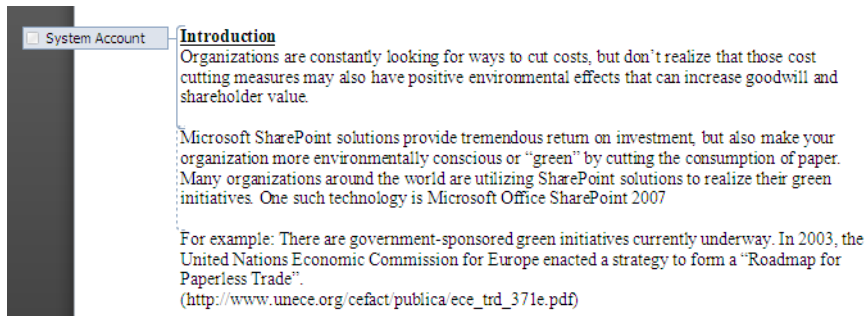 System Account
Introduction
Organizations are constantly looking for ways to cut costs, but don’t realize that those cost
cutting measures may also have positive environmental effects that can increase goodwill and
shareholder value.
Microsoft SharePoint solutions provide tremendous return on investment, but also make your
organization more environmentally conscious or “green” by cutting the consumption of paper.
Many organizations around the world are utilizing SharePoint solutions to realize their green
initiatives. One such technology is Microsoft Office SharePoint 2007
For example: There are government-sponsored green initiatives currently underway. In 2003, the
United Nations Economic Commission for Europe enacted a strategy to form a “Roadmap for
Paperless Trade”.
(http://www.unece.org/cefact/publica/ece_trd_371e.pdf)